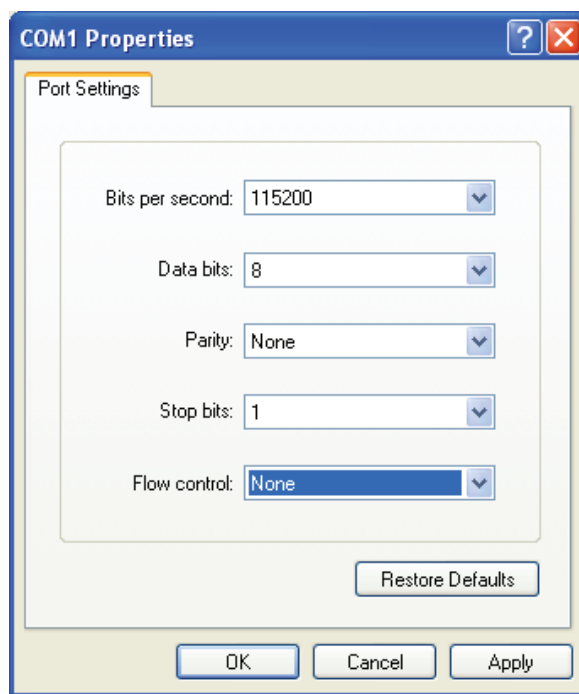 COM1 Properties
Port Settings
Bits per second: 115200
Data bits: 8
Parity: None
Stop bits: 1
Flow control: None
Restore Defaults
OK Cancel Apply